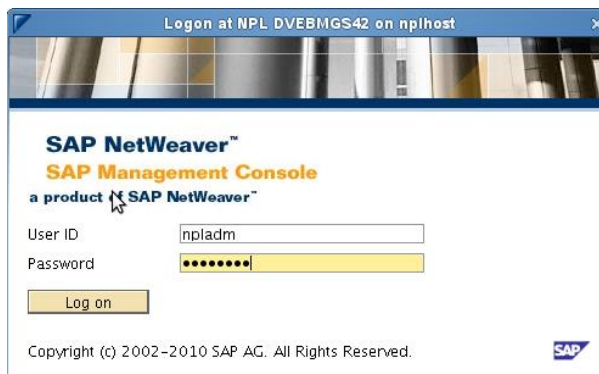 Logon at NPL DVEBMGS42 on nplhost
SAP NetWeaver™
SAP Management Console
a product of SAP NetWeaver™
User ID npladm
Password ••••••••
Log on
Copyright (c) 2002-2010 SAP AG. All Rights Reserved.
SAP